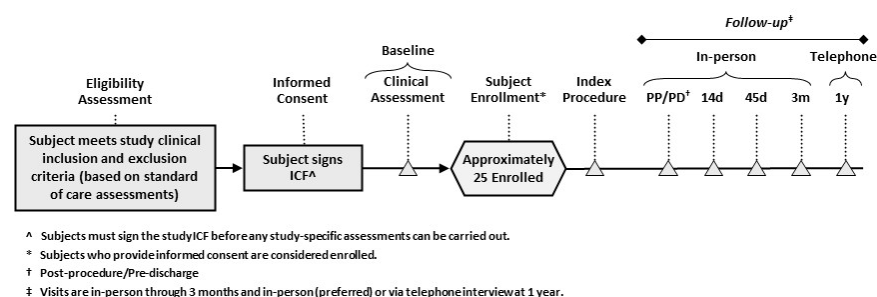 Follow-up‡
Baseline
In-person
Telephone
Eligibility
Assessment
Informed
Consent
Clinical
Assessment
Subject
Enrollment*
Index
Procedure
PP/PD†
14d
45d
3m
1y
Subject meets study clinical
inclusion and exclusion
criteria (based on standard
of care assessments)
Subject signs
ICF^
Approximately
25 Enrolled
^ Subjects must sign the study ICF before any study-specific assessments can be carried out.
* Subjects who provide informed consent are considered enrolled.
† Post-procedure/Pre-discharge
‡ Visits are in-person through 3 months and in-person (preferred) or via telephone interview at 1 year.